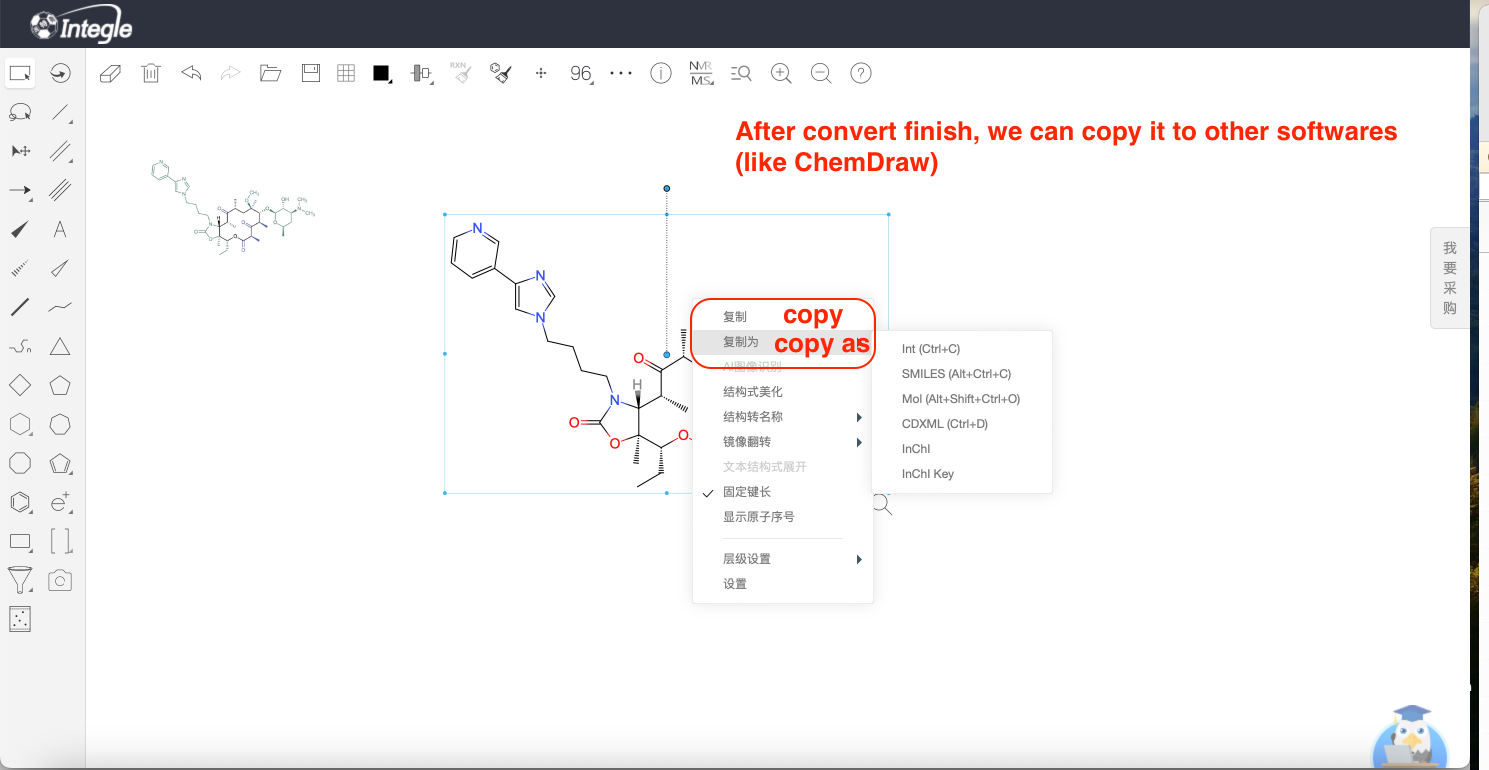 Integle
RXN
96
NMR
MS
After convert finish, we can copy it to other softwares
(like ChemDraw)
我要采购
N
N
N
O
H
N
O
O
O
复制 copy
复制为 copy as
AI图像识别
结构式美化
结构转名称
镜像翻转
文本结构式展开
固定键长
显示原子序号
层级设置
设置
Int (Ctrl+C)
SMILES (Alt+Ctrl+C)
Mol (Alt+Shift+Ctrl+O)
CDXML (Ctrl+D)
InChI
InChI Key
A